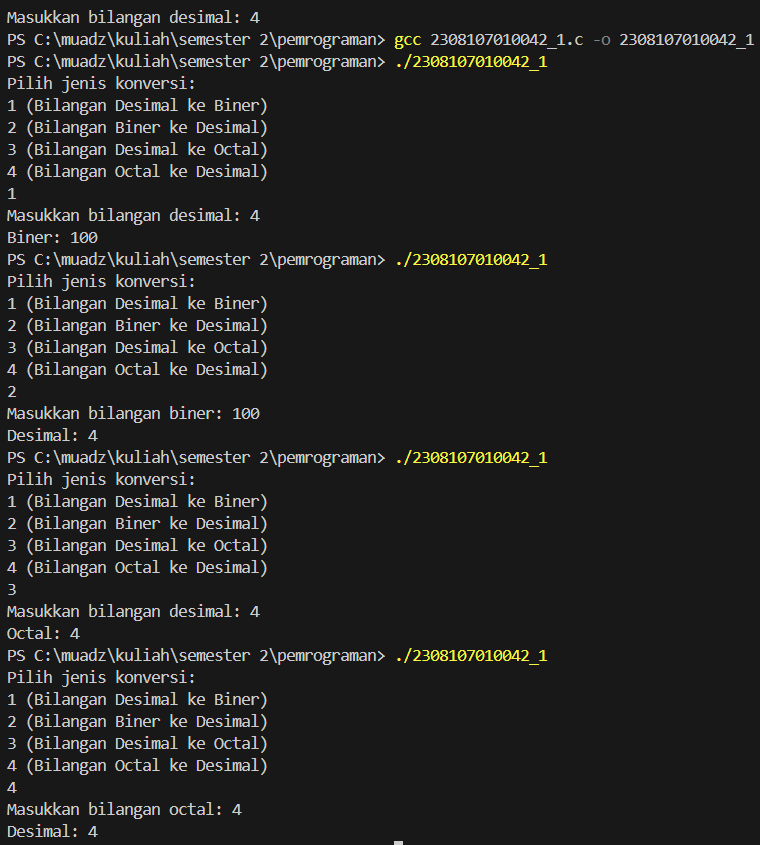 Masukkan bilangan desimal: 4
PS C:\muadz\kuliah\semester 2\pemrograman> gcc 2308107010042_1.c -o 2308107010042_1
PS C:\muadz\kuliah\semester 2\pemrograman> ./2308107010042_1
Pilih jenis konversi:
1 (Bilangan Desimal ke Biner)
2 (Bilangan Biner ke Desimal)
3 (Bilangan Desimal ke Octal)
4 (Bilangan Octal ke Desimal)
1
Masukkan bilangan desimal: 4
Biner: 100
PS C:\muadz\kuliah\semester 2\pemrograman> ./2308107010042_1
Pilih jenis konversi:
1 (Bilangan Desimal ke Biner)
2 (Bilangan Biner ke Desimal)
3 (Bilangan Desimal ke Octal)
4 (Bilangan Octal ke Desimal)
2
Masukkan bilangan biner: 100
Desimal: 4
PS C:\muadz\kuliah\semester 2\pemrograman> ./2308107010042_1
Pilih jenis konversi:
1 (Bilangan Desimal ke Biner)
2 (Bilangan Biner ke Desimal)
3 (Bilangan Desimal ke Octal)
4 (Bilangan Octal ke Desimal)
3
Masukkan bilangan desimal: 4
Octal: 4
PS C:\muadz\kuliah\semester 2\pemrograman> ./2308107010042_1
Pilih jenis konversi:
1 (Bilangan Desimal ke Biner)
2 (Bilangan Biner ke Desimal)
3 (Bilangan Desimal ke Octal)
4 (Bilangan Octal ke Desimal)
4
Masukkan bilangan octal: 4
Desimal: 4